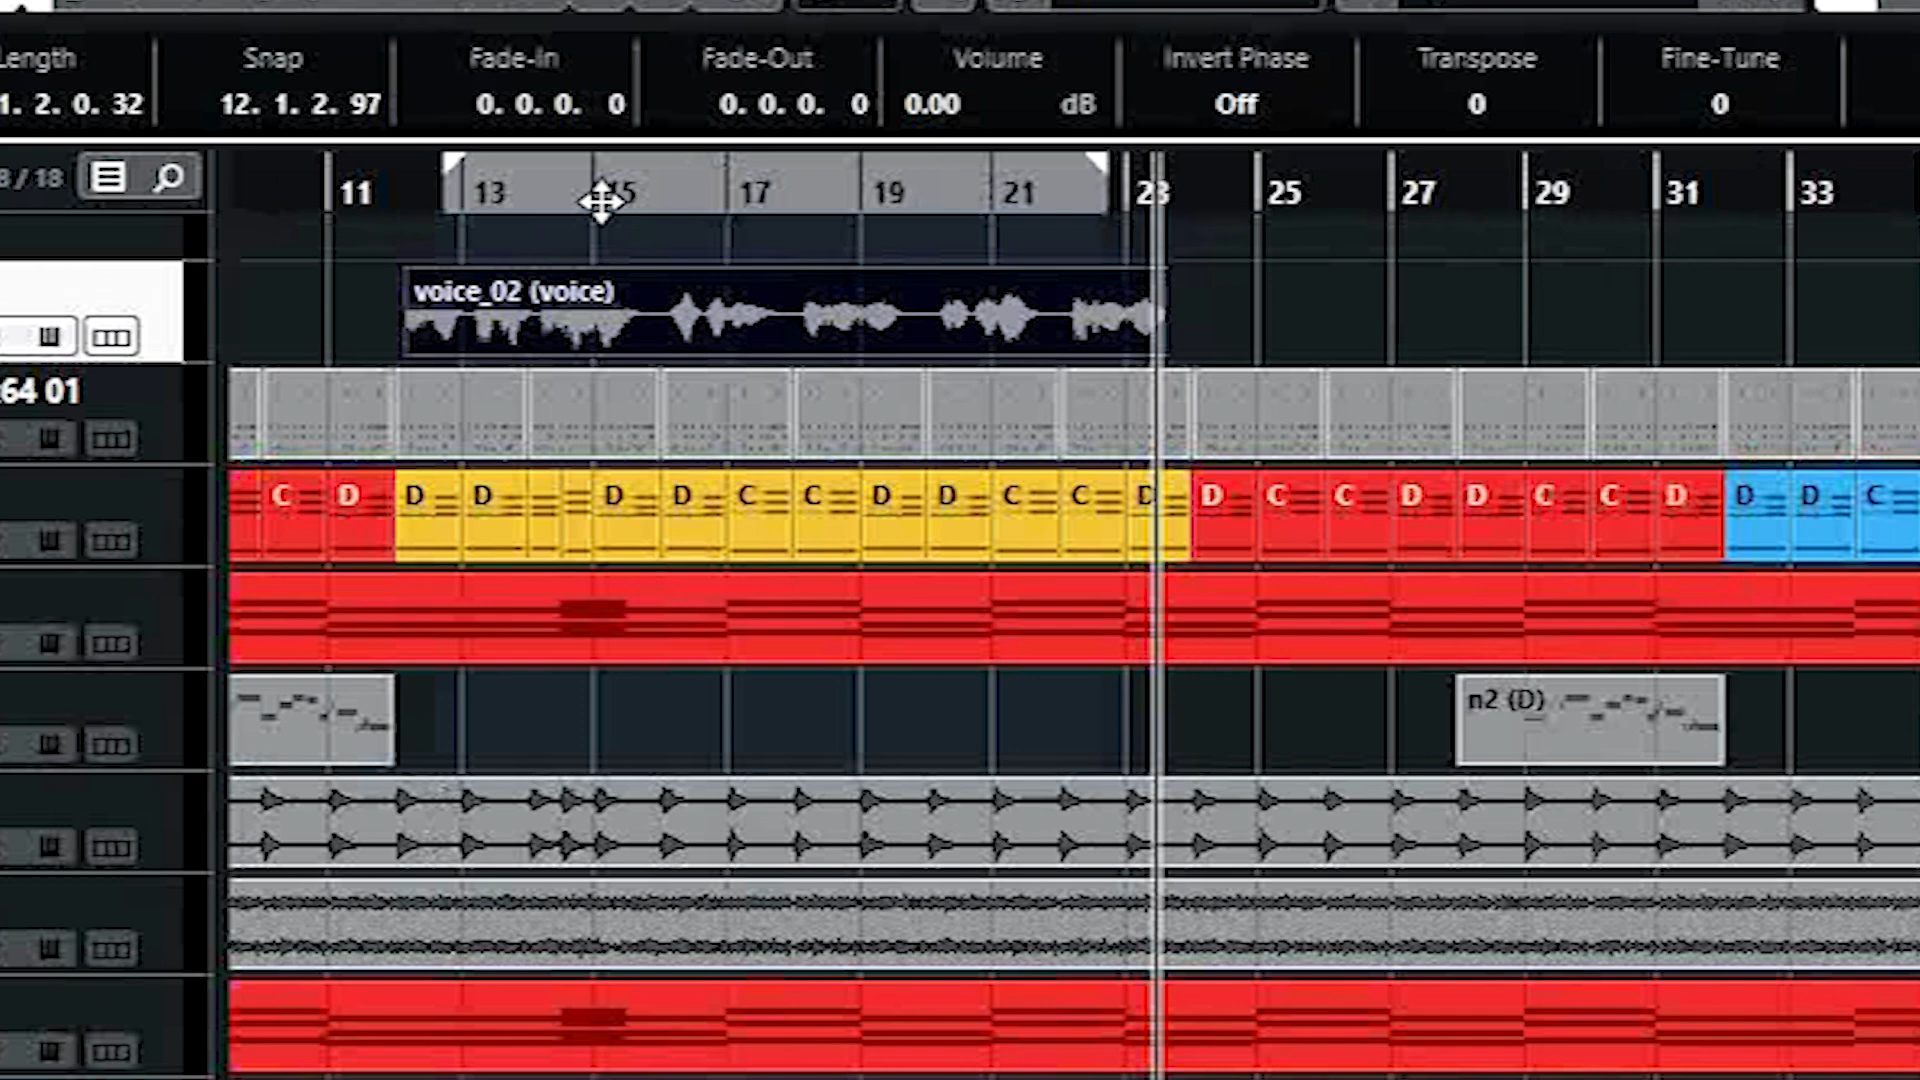 Length Snap Fade-In Fade-Out Volume Invert Phase Transpose Fine-Tune
1. 2. 0. 32 12. 1. 2. 97 0. 0. 0. 0 0. 0. 0. 0 0.00 dB Off 0 0
/ 18 11 13 15 17 19 21 23 25 27 29 31 33
voice_02 (voice)
64 01
C D D D D D C C D D C C D D C C D D C C D D D C
n2 (D)